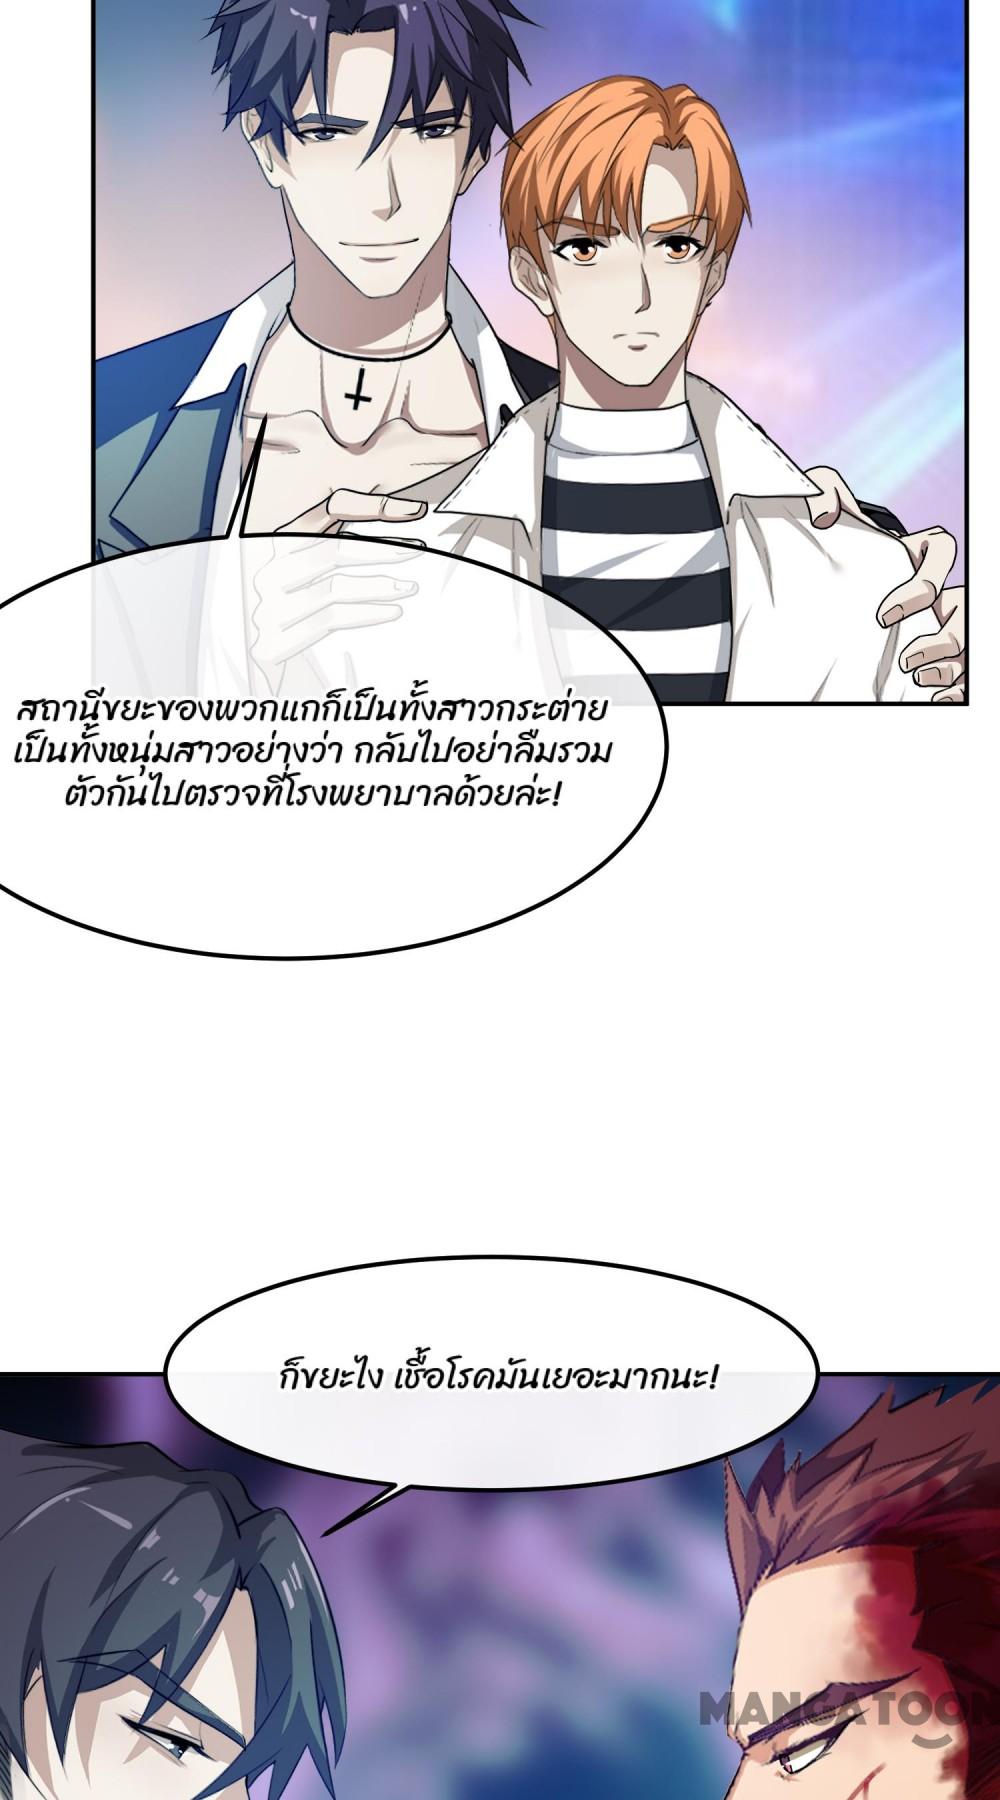 สถานีขยะของพวกแกก็เป็นทั้งสาวกระต่าย
เป็นทั้งหนุ่มสาวอย่างว่า กลับไปอย่าลืมรวม
ตัวกันไปตรวจที่โรงพยาบาลด้วยล่ะ!
ก็ขยะไง เชื้อโรคมันเยอะมากนะ!
MANGATOON